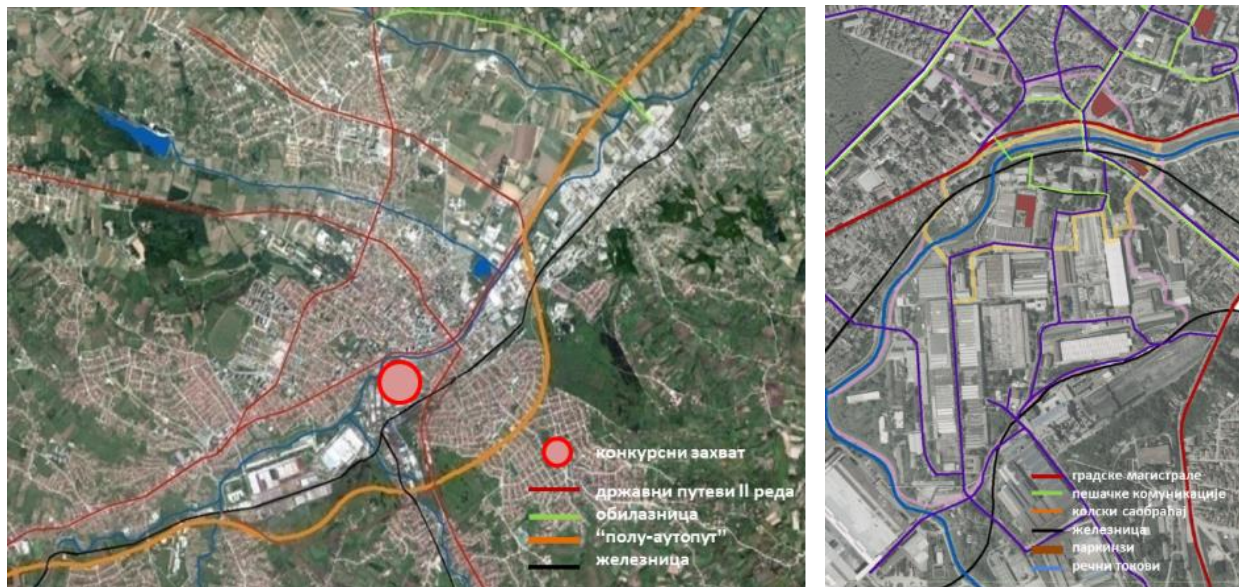 конкурсни захват
државни путеви II реда
обилазница
“полу-аутопут”
железница
градске магистрале
пешачке комуникације
колски саобраћај
железница
паркинзи
речни токови